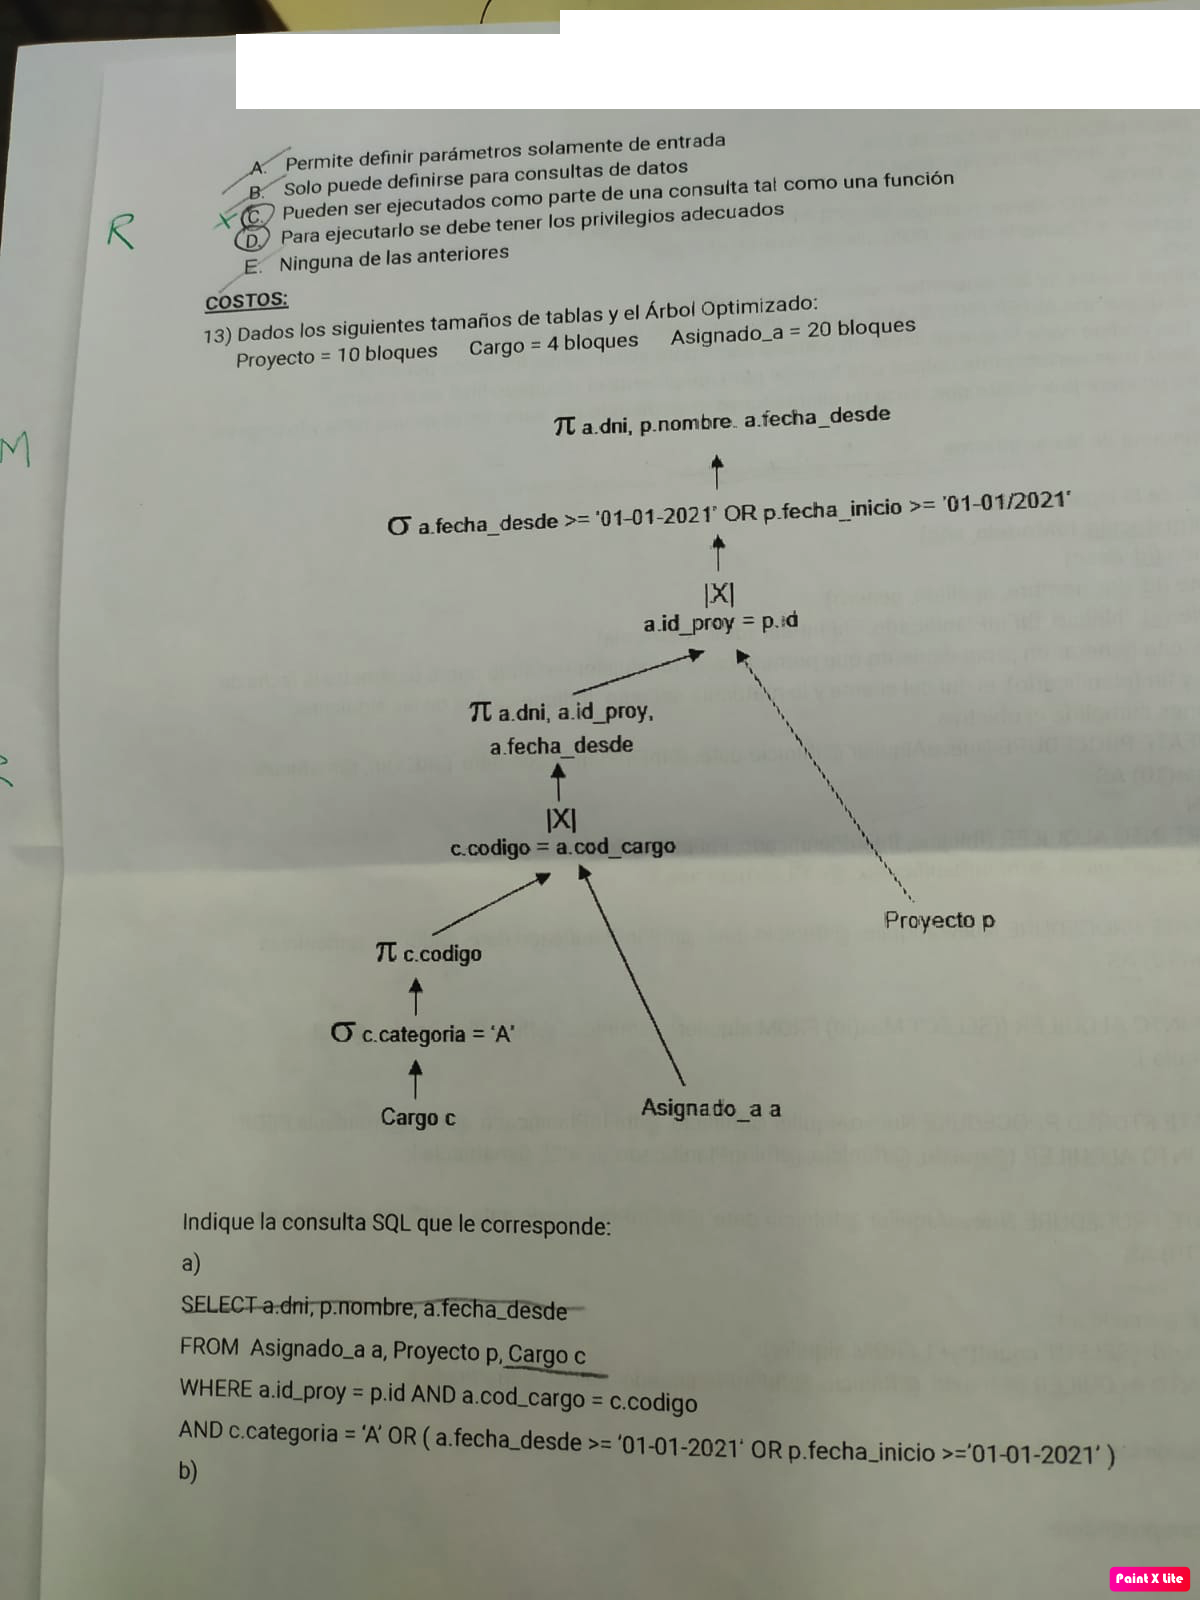 A. Permite definir parámetros solamente de entrada
B. Solo puede definirse para consultas de datos
X C. Pueden ser ejecutados como parte de una consulta tal como una función
R
D. Para ejecutarlo se debe tener los privilegios adecuados
E. Ninguna de las anteriores
COSTOS:
13) Dados los siguientes tamaños de tablas y el Árbol Optimizado:
Proyecto = 10 bloques Cargo = 4 bloques Asignado_a = 20 bloques
π a.dni, p.nombre. a.fecha_desde
M
σ a.fecha_desde >= '01-01-2021' OR p.fecha_inicio >= '01-01/2021'
|X|
a.id_proy = p.id
π a.dni, a.id_proy,
a.fecha_desde
|X|
c.codigo = a.cod_cargo
Proyecto p
π c.codigo
σ c.categoria = 'A'
Cargo c
Asignado_a a
Indique la consulta SQL que le corresponde:
a)
SELECT a.dni, p.nombre, a.fecha_desde
FROM Asignado_a a, Proyecto p, Cargo c
WHERE a.id_proy = p.id AND a.cod_cargo = c.codigo
AND c.categoria = 'A' OR ( a.fecha_desde >= '01-01-2021' OR p.fecha_inicio >='01-01-2021' )
b)
Paint X Lite